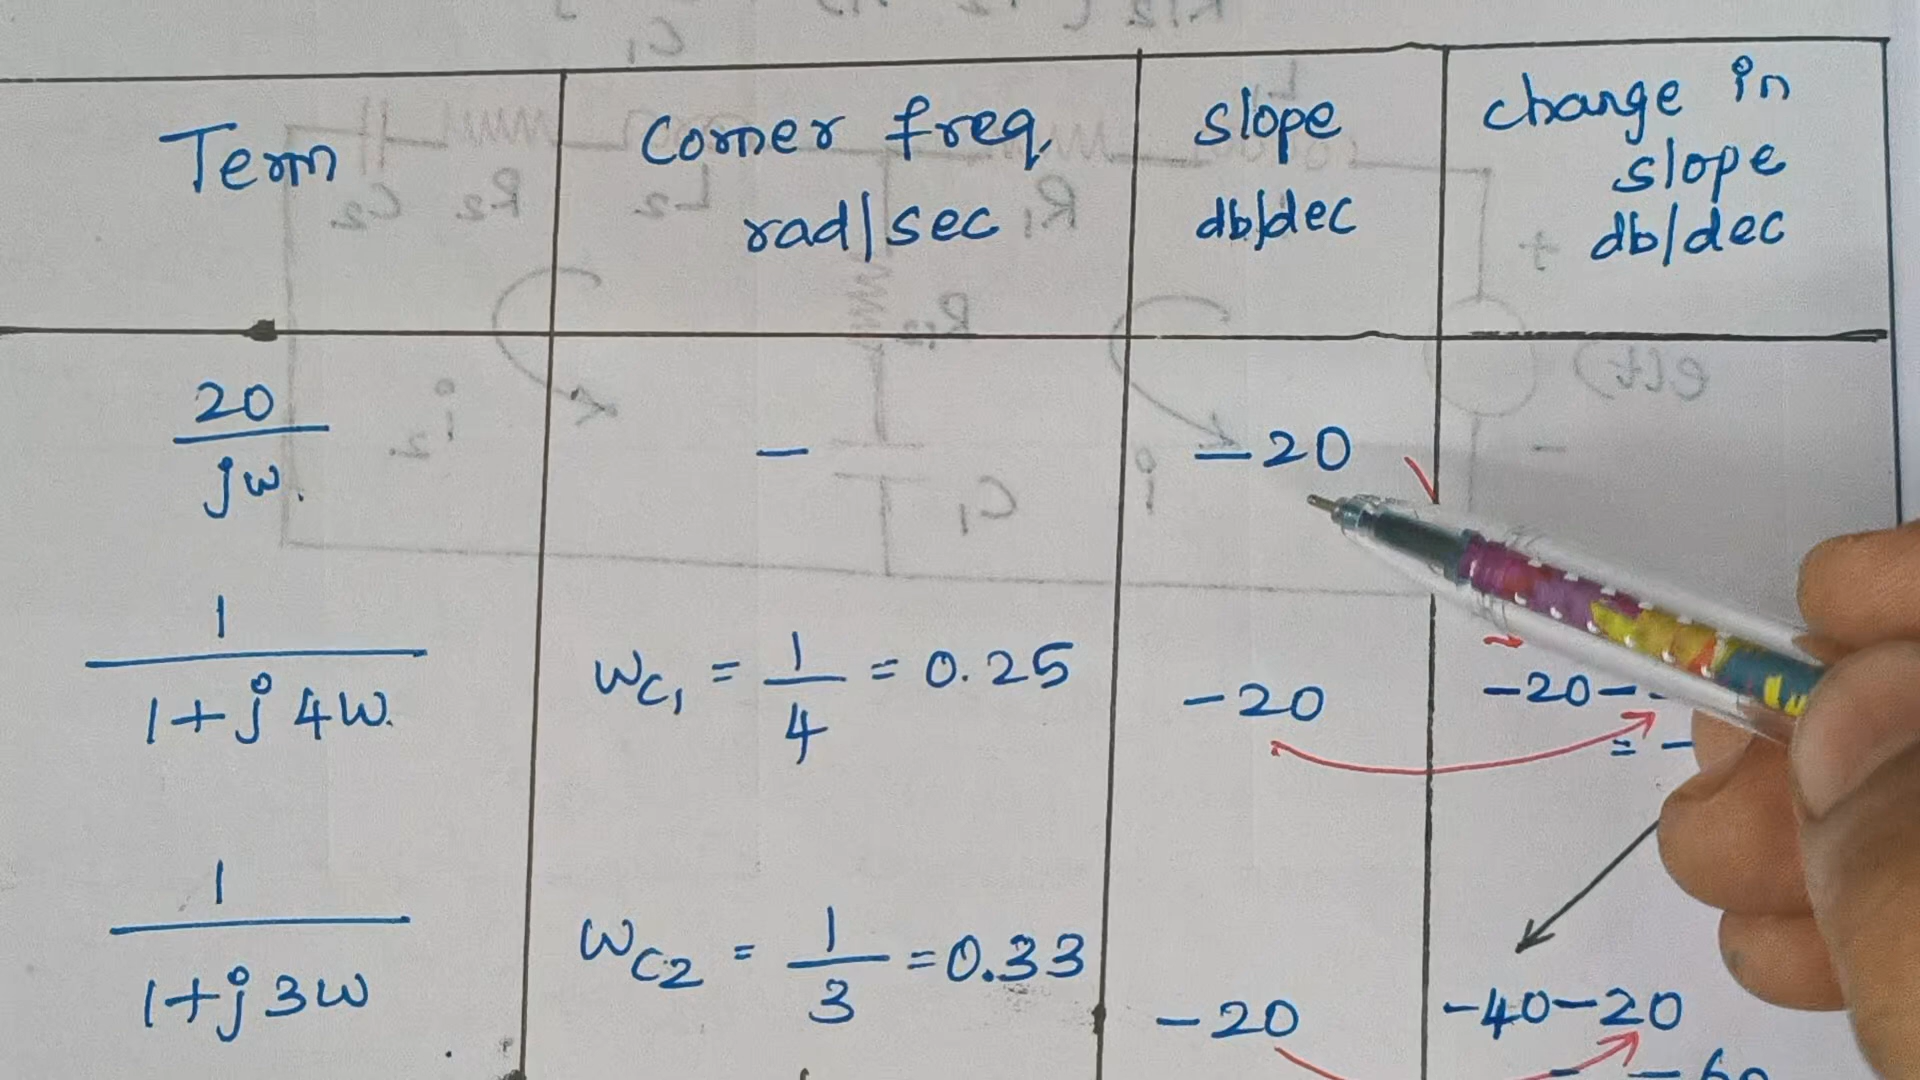 Term
Corner freq.
rad/sec
slope
db/dec
change in
slope
db/dec
20
jw.
-
-20
1
1+j4w.
wc1 = 1/4 = 0.25
-20
-20-
= -
1
1+j3w
wc2 = 1/3 = 0.33
-20
-40-20
= -60